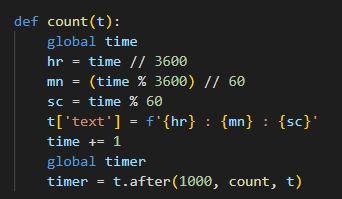 def count(t):
    global time
    hr = time // 3600
    mn = (time % 3600) // 60
    sc = time % 60
    t['text'] = f'{hr} : {mn} : {sc}'
    time += 1
    global timer
    timer = t.after(1000, count, t)